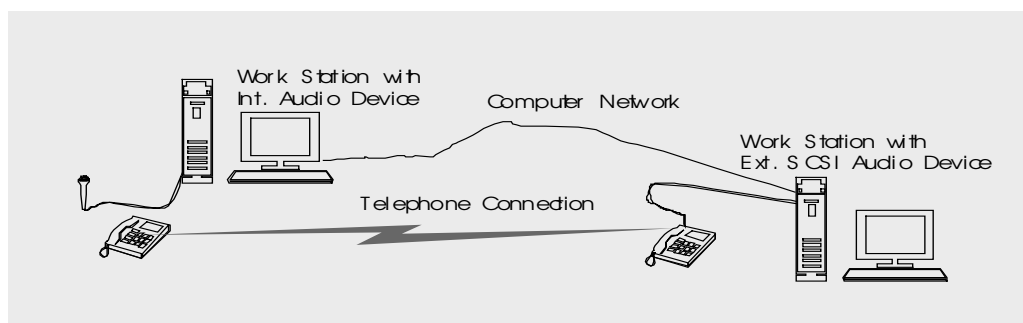 Work Station with
Int. Audio Device
Computer Network
Work Station with
Ext. SCSI Audio Device
Telephone Connection